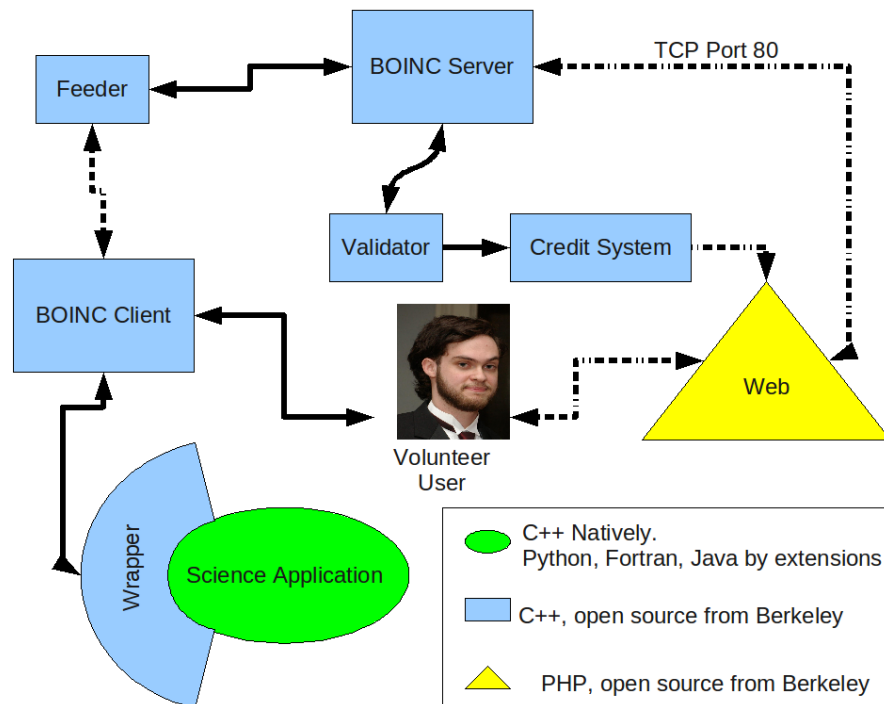 TCP Port 80
BOINC Server
Feeder
Validator
Credit System
BOINC Client
Web
Volunteer
User
Wrapper
Science Application
C++ Natively.
Python, Fortran, Java by extensions
C++, open source from Berkeley
PHP, open source from Berkeley